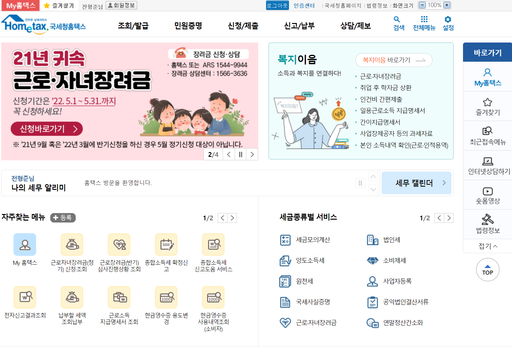 My홈택스
즐겨찾기
전행준님
회원정보
로그아웃
인증센터
국세청홈페이지
법령정보
화면크기
100%
Hometax. 국세청홈택스
조회/발급
민원증명
신청/제출
신고/납부
상담/제보
검색
전체메뉴
설정
21년 귀속
근로·자녀장려금
신청기간은 '22. 5.1 ~ 5.31.까지
꼭 신청하세요!
신청바로가기
장려금 신청·상담
홈택스 또는 ARS 1544-9944
장려금 상담센터 : 1566-3636
※ '21년 9월 혹은 '22년 3월에 반기신청을 하신 경우 5월 정기신청 대상이 아닙니다.
2/4
복지이음
복지이음 바로가기
소득과 복지를 연결하다!
근로·자녀장려금
취업 후 학자금 상환
인건비 간편제출
일용근로소득 지급명세서
간이지급명세서
사업장제공자 등의 과세자료
본인 소득내역 확인(근로·인적용역)
바로가기
My홈택스
즐겨찾기
최근접속메뉴
인터넷상담하기
숏폼영상
법령정보
접기
TOP
전행준님
나의 세무 알리미
홈택스 방문을 환영합니다.
세무 캘린더
자주찾는 메뉴
등록
1/2
My 홈택스
근로자녀장려금(정기) 신청·조회
근로장려금(반기) 심사진행상황 조회
종합소득세 확정신고
종합소득세 신고도움 서비스
전자신고결과조회
납부할 세액 조회납부
근로소득 지급명세서 조회
현금영수증 용도변경
현금영수증 사용내역조회 (소비자)
세금종류별 서비스
1/2
세금모의계산
법인세
양도소득세
소비제세
원천세
사업자등록
국세사실증명
공익법인결산서류
근로·자녀장려금
연말정산간소화